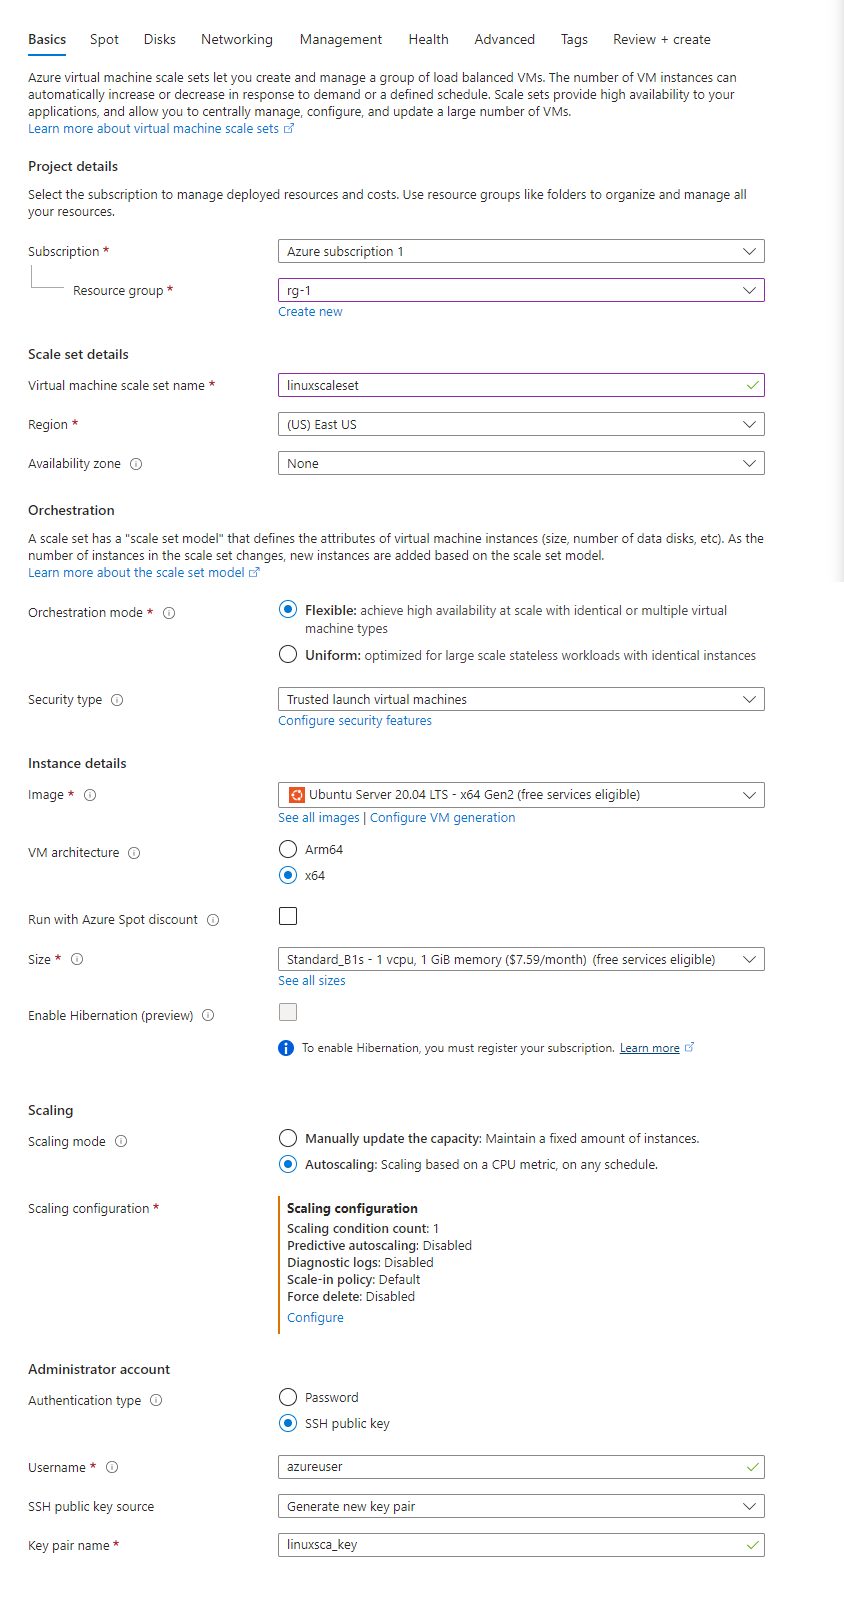 Basics Spot Disks Networking Management Health Advanced Tags Review + create
Azure virtual machine scale sets let you create and manage a group of load balanced VMs. The number of VM instances can
automatically increase or decrease in response to demand or a defined schedule. Scale sets provide high availability to your
applications, and allow you to centrally manage, configure, and update a large number of VMs.
Learn more about virtual machine scale sets
Project details
Select the subscription to manage deployed resources and costs. Use resource groups like folders to organize and manage all
your resources.
Subscription * Azure subscription 1
Resource group * rg-1
Create new
Scale set details
Virtual machine scale set name * linuxscaleset
Region * (US) East US
Availability zone None
Orchestration
A scale set has a "scale set model" that defines the attributes of virtual machine instances (size, number of data disks, etc). As the
number of instances in the scale set changes, new instances are added based on the scale set model.
Learn more about the scale set model
Orchestration mode * Flexible: achieve high availability at scale with identical or multiple virtual
machine types
Uniform: optimized for large scale stateless workloads with identical instances
Security type Trusted launch virtual machines
Configure security features
Instance details
Image * Ubuntu Server 20.04 LTS - x64 Gen2 (free services eligible)
See all images | Configure VM generation
VM architecture Arm64
x64
Run with Azure Spot discount
Size * Standard_B1s - 1 vcpu, 1 GiB memory ($7.59/month) (free services eligible)
See all sizes
Enable Hibernation (preview)
To enable Hibernation, you must register your subscription. Learn more
Scaling
Scaling mode Manually update the capacity: Maintain a fixed amount of instances.
Autoscaling: Scaling based on a CPU metric, on any schedule.
Scaling configuration * Scaling configuration
Scaling condition count: 1
Predictive autoscaling: Disabled
Diagnostic logs: Disabled
Scale-in policy: Default
Force delete: Disabled
Configure
Administrator account
Authentication type Password
SSH public key
Username * azureuser
SSH public key source Generate new key pair
Key pair name * linuxsca_key